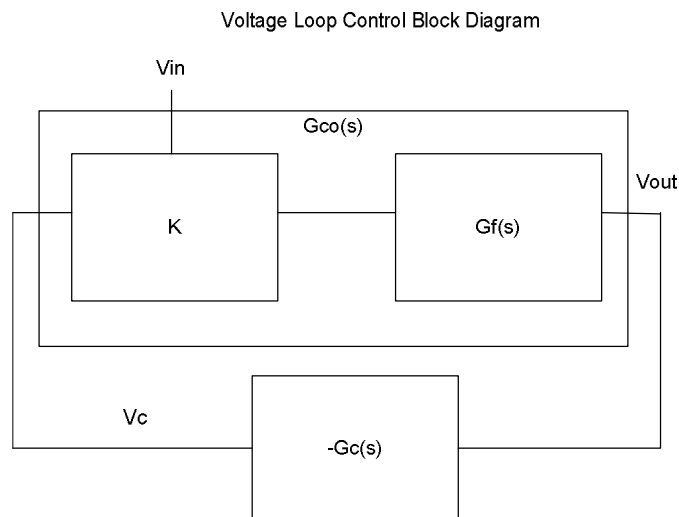 Voltage Loop Control Block Diagram
Vin
Gco(s)
Vout
K
Gf(s)
Vc
-Gc(s)